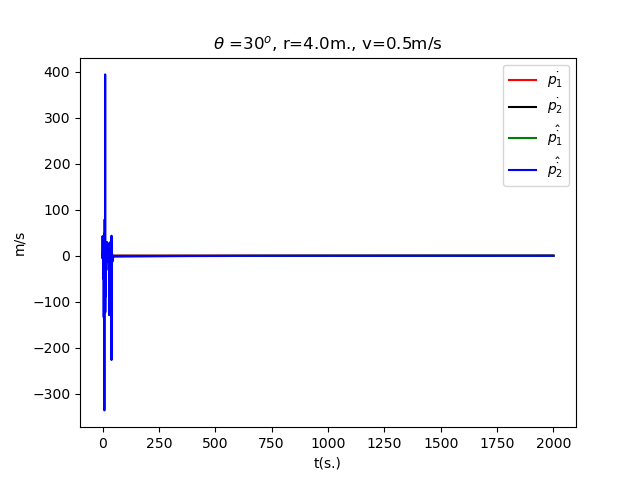 θ =30°, r=4.0m., v=0.5m/s
400
300
200
100
0
−100
−200
−300
m/s
0 250 500 750 1000 1250 1500 1750 2000
t(s.)
ṗ₁
ṗ₂
ṗ̂₁
ṗ̂₂